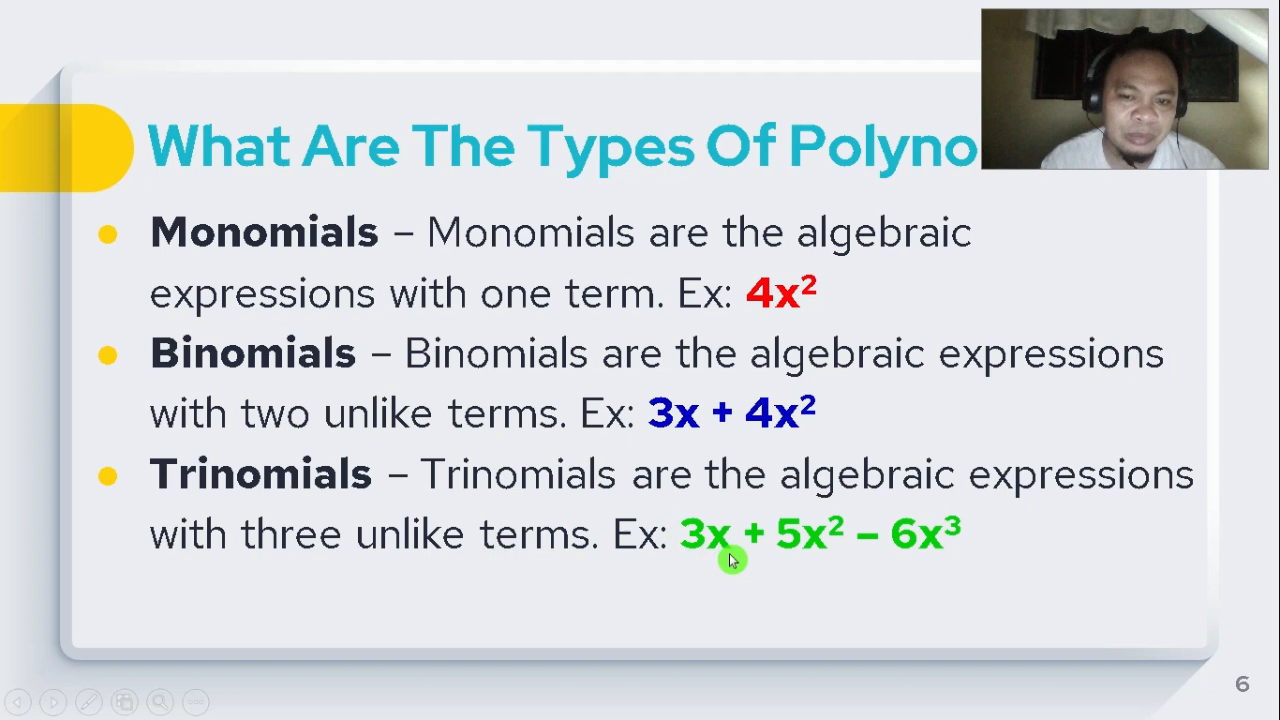 What Are The Types Of Polyno
Monomials – Monomials are the algebraic
expressions with one term. Ex: 4x²
Binomials – Binomials are the algebraic expressions
with two unlike terms. Ex: 3x + 4x²
Trinomials – Trinomials are the algebraic expressions
with three unlike terms. Ex: 3x + 5x² – 6x³
6